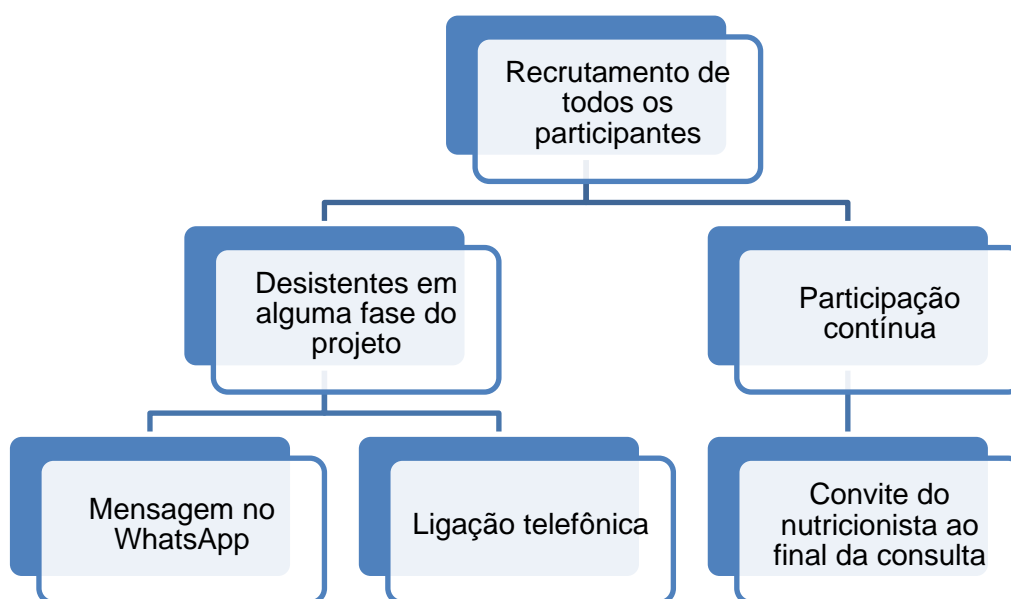 Recrutamento de
todos os
participantes
Desistentes em
alguma fase do
projeto
Participação
contínua
Mensagem no
WhatsApp
Ligação telefônica
Convite do
nutricionista ao
final da consulta